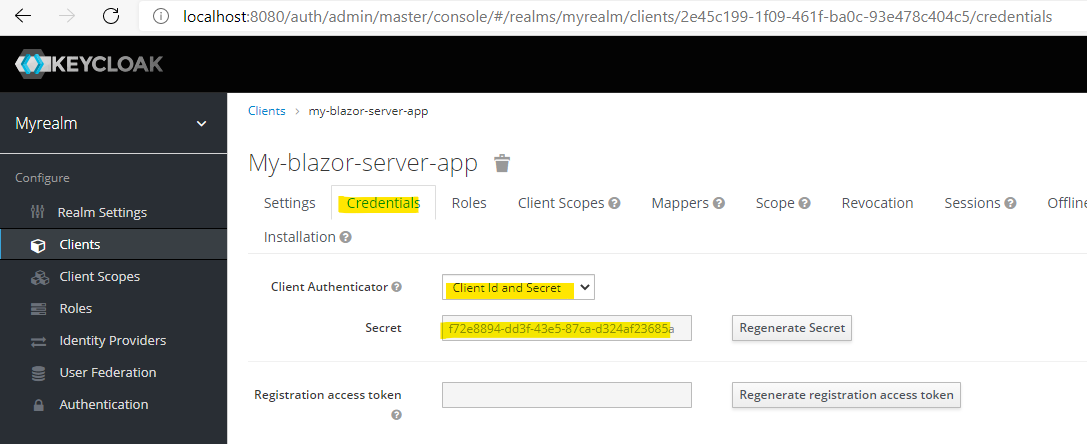 localhost:8080/auth/admin/master/console/#/realms/myrealm/clients/2e45c199-1f09-461f-ba0c-93e478c404c5/credentials
KEYCLOAK
Myrealm
Configure
Realm Settings
Clients
Client Scopes
Roles
Identity Providers
User Federation
Authentication
Clients > my-blazor-server-app
My-blazor-server-app
Settings Credentials Roles Client Scopes Mappers Scope Revocation Sessions Offline
Installation
Client Authenticator Client Id and Secret
Secret f72e8894-dd3f-43e5-87ca-d324af23685a Regenerate Secret
Registration access token Regenerate registration access token